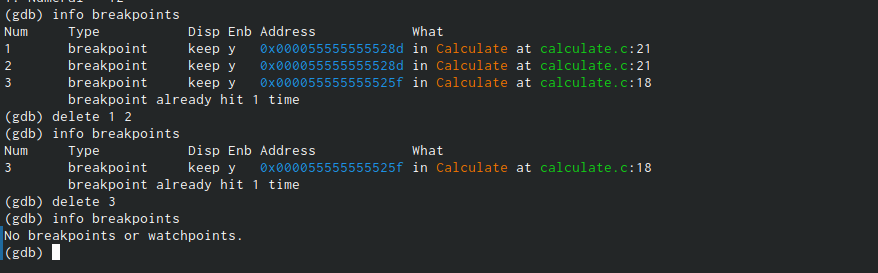 (gdb) info breakpoints
Num     Type           Disp Enb Address            What
1       breakpoint     keep y   0x000055555555528d in Calculate at calculate.c:21
2       breakpoint     keep y   0x000055555555528d in Calculate at calculate.c:21
3       breakpoint     keep y   0x000055555555525f in Calculate at calculate.c:18
        breakpoint already hit 1 time
(gdb) delete 1 2
(gdb) info breakpoints
Num     Type           Disp Enb Address            What
3       breakpoint     keep y   0x000055555555525f in Calculate at calculate.c:18
        breakpoint already hit 1 time
(gdb) delete 3
(gdb) info breakpoints
No breakpoints or watchpoints.
(gdb)